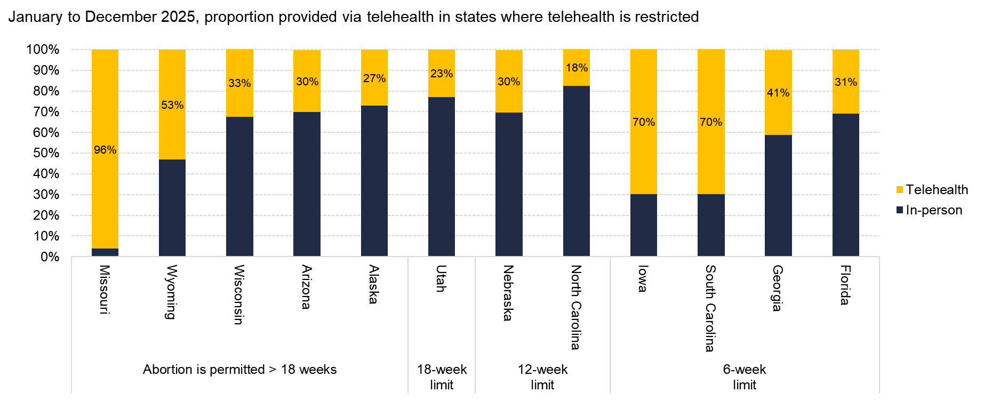 January to December 2025, proportion provided via telehealth in states where telehealth is restricted
100%
90%
80%
70%
60%
50%
40%
30%
20%
10%
0%
96%
53%
33%
30%
27%
23%
30%
18%
70%
70%
41%
31%
Telehealth
In-person
Missouri
Wyoming
Wisconsin
Arizona
Alaska
Utah
Nebraska
North Carolina
Iowa
South Carolina
Georgia
Florida
Abortion is permitted > 18 weeks
18-week
limit
12-week
limit
6-week
limit